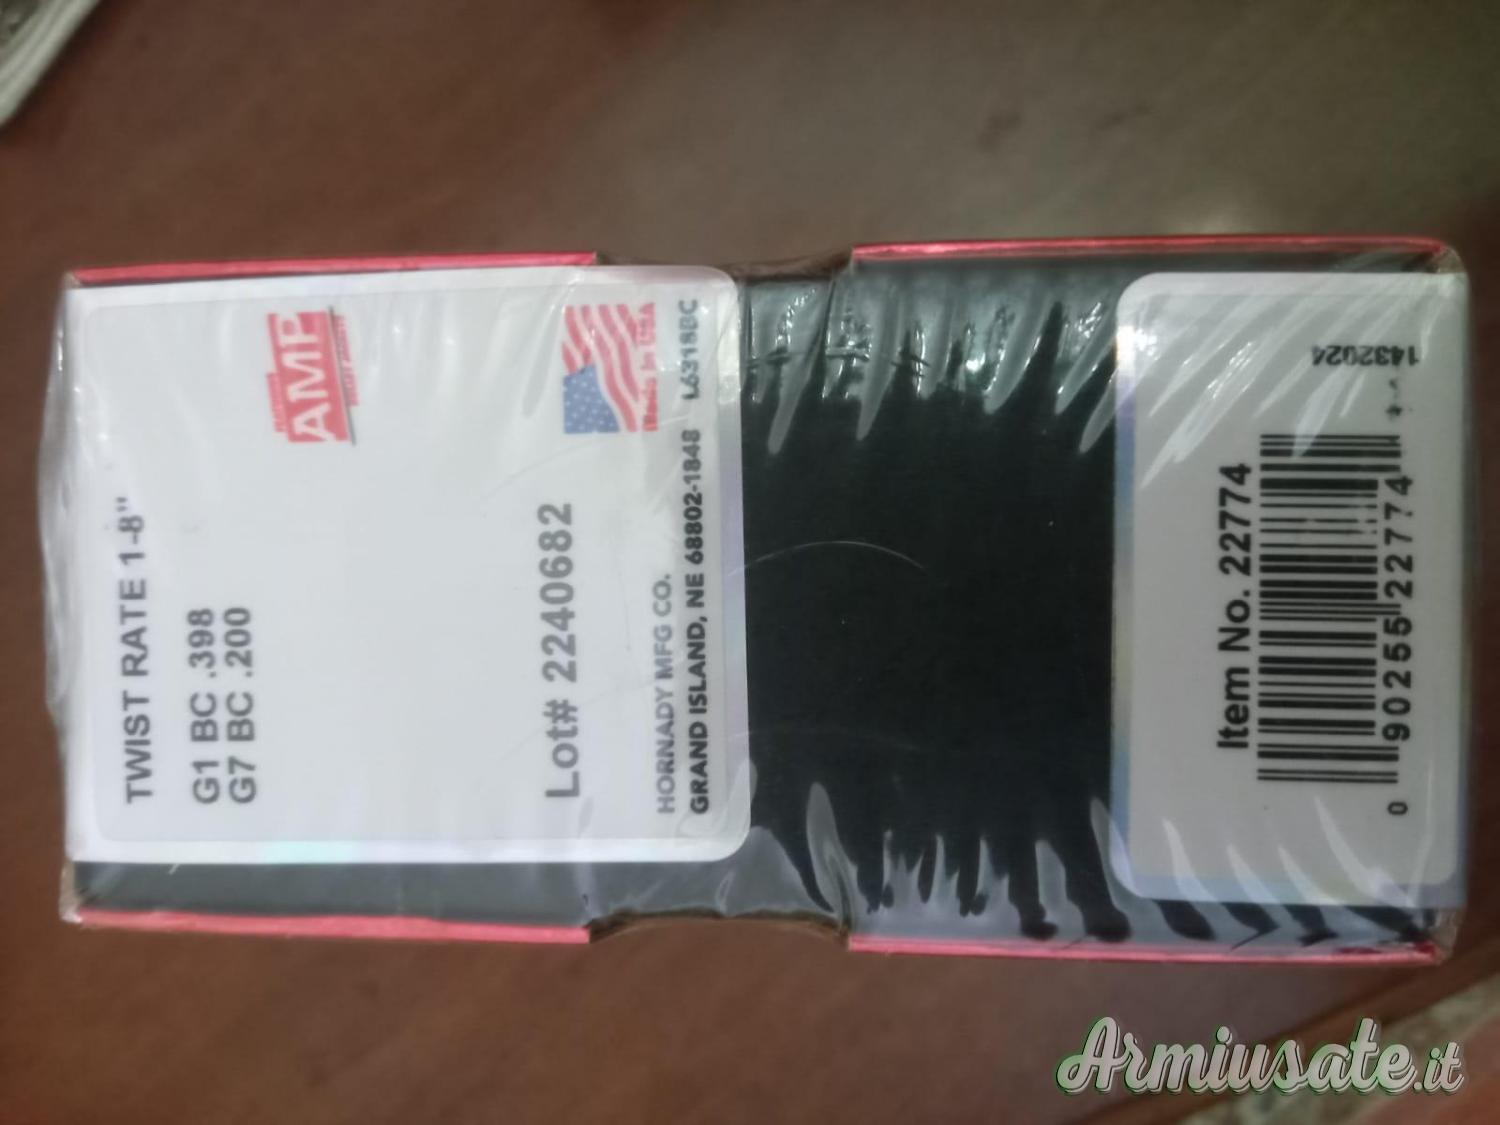 TWIST RATE 1-8"
G1 BC .398
G7 BC .200
AMP
Lot# 2240682
Made in USA
HORNADY MFG CO.
GRAND ISLAND, NE 68802-1848 L6318BC
Item No. 22774
0 90255 22774
1432024
Armiusate.it